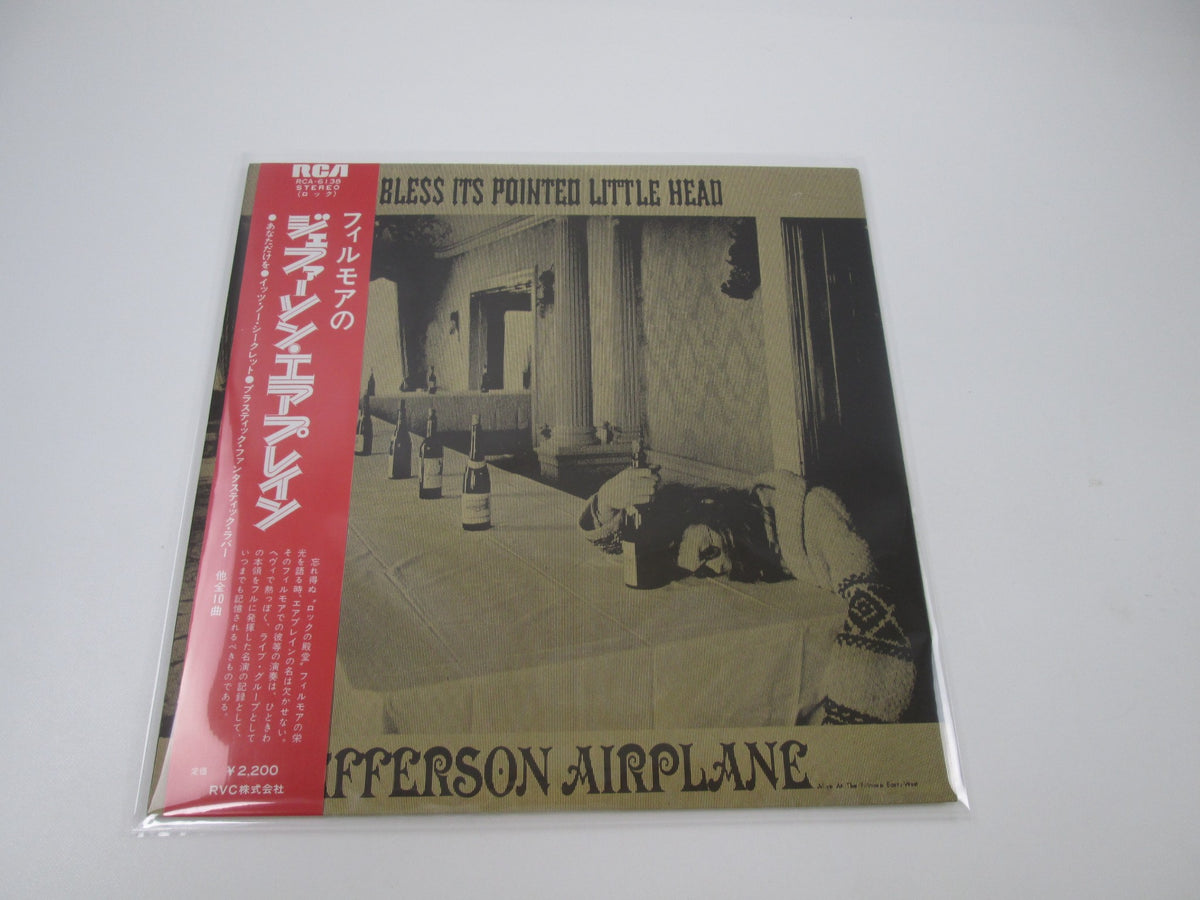 RCA
RCA-6138
STEREO
(ロック)
フィルモアの
ジェファーソン・エアプレイン
●あなただけを●イッツ・ノー・シークレット●プラスティック・ファンタスティック・ラバー 他全10曲
忘れ得ぬ“ロックの殿堂”フィルモアの栄
光を語る時、エアプレインの名は欠かせない。
そのフィルモアでの彼等の演奏は、ひときわ
ヘヴィで熱っぽく、ライブ・グループとして
の本領をフルに発揮した名演の記録として、
いつまでも記憶されるべきものである。
定価 ¥2,200
RVC株式会社
BLESS ITS POINTED LITTLE HEAD
EFFERSON AIRPLANE
Live At The Fillmore East/West